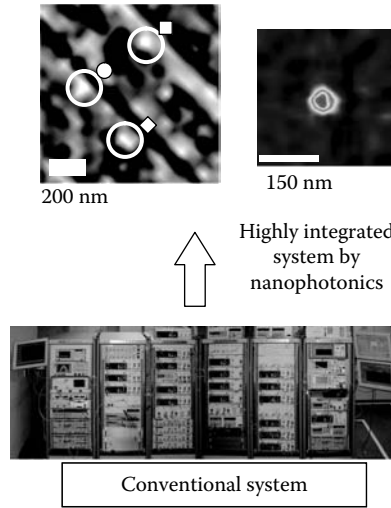 200 nm
150 nm
Highly integrated
system by
nanophotonics
Conventional system